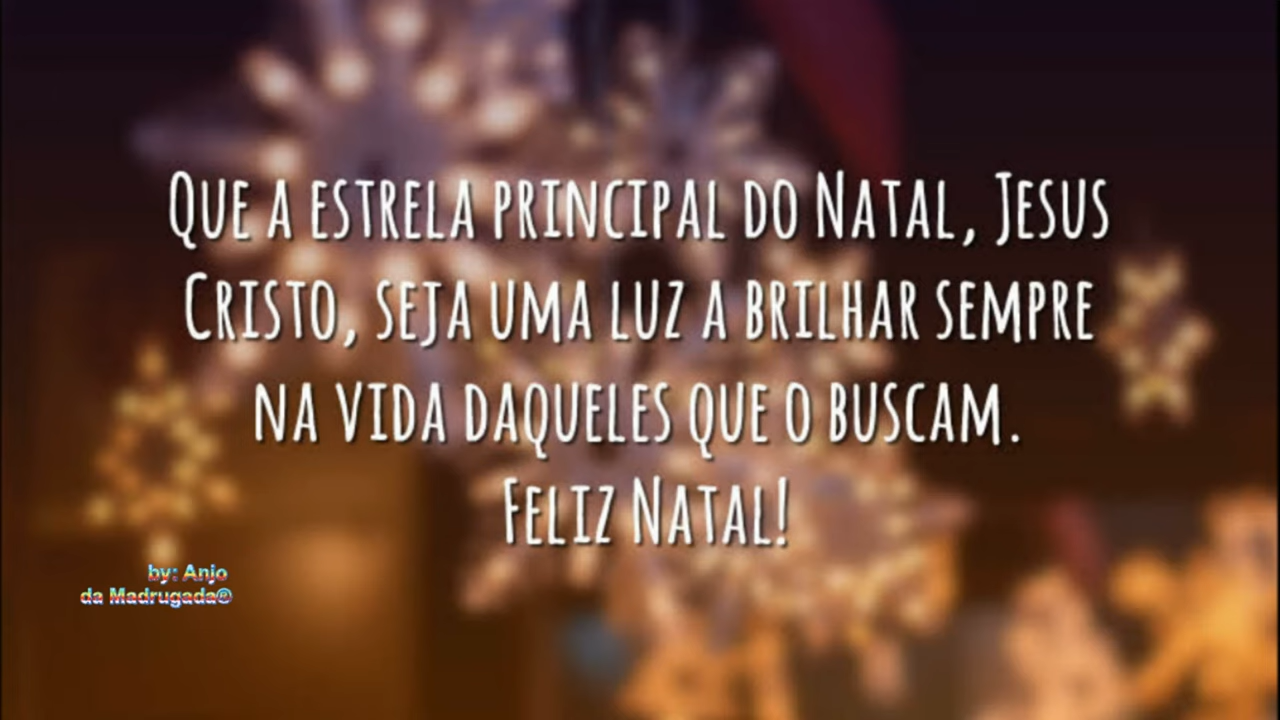 Que a estrela principal do Natal, Jesus
Cristo, seja uma luz a brilhar sempre
na vida daqueles que o buscam.
Feliz Natal!
by: Anjo
da Madrugada©